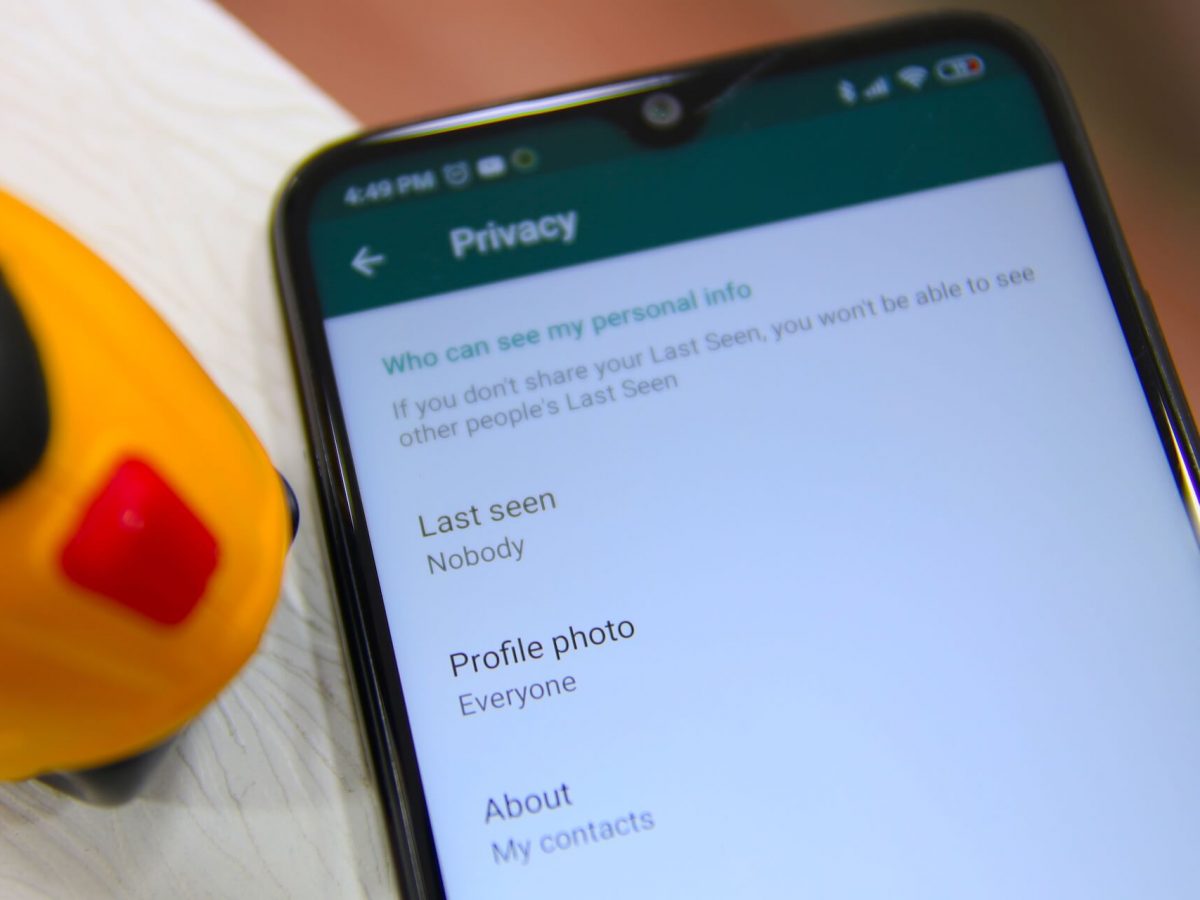 4:49 PM
Privacy
Who can see my personal info
If you don't share your Last Seen, you won't be able to see
other people's Last Seen
Last seen
Nobody
Profile photo
Everyone
About
My contacts